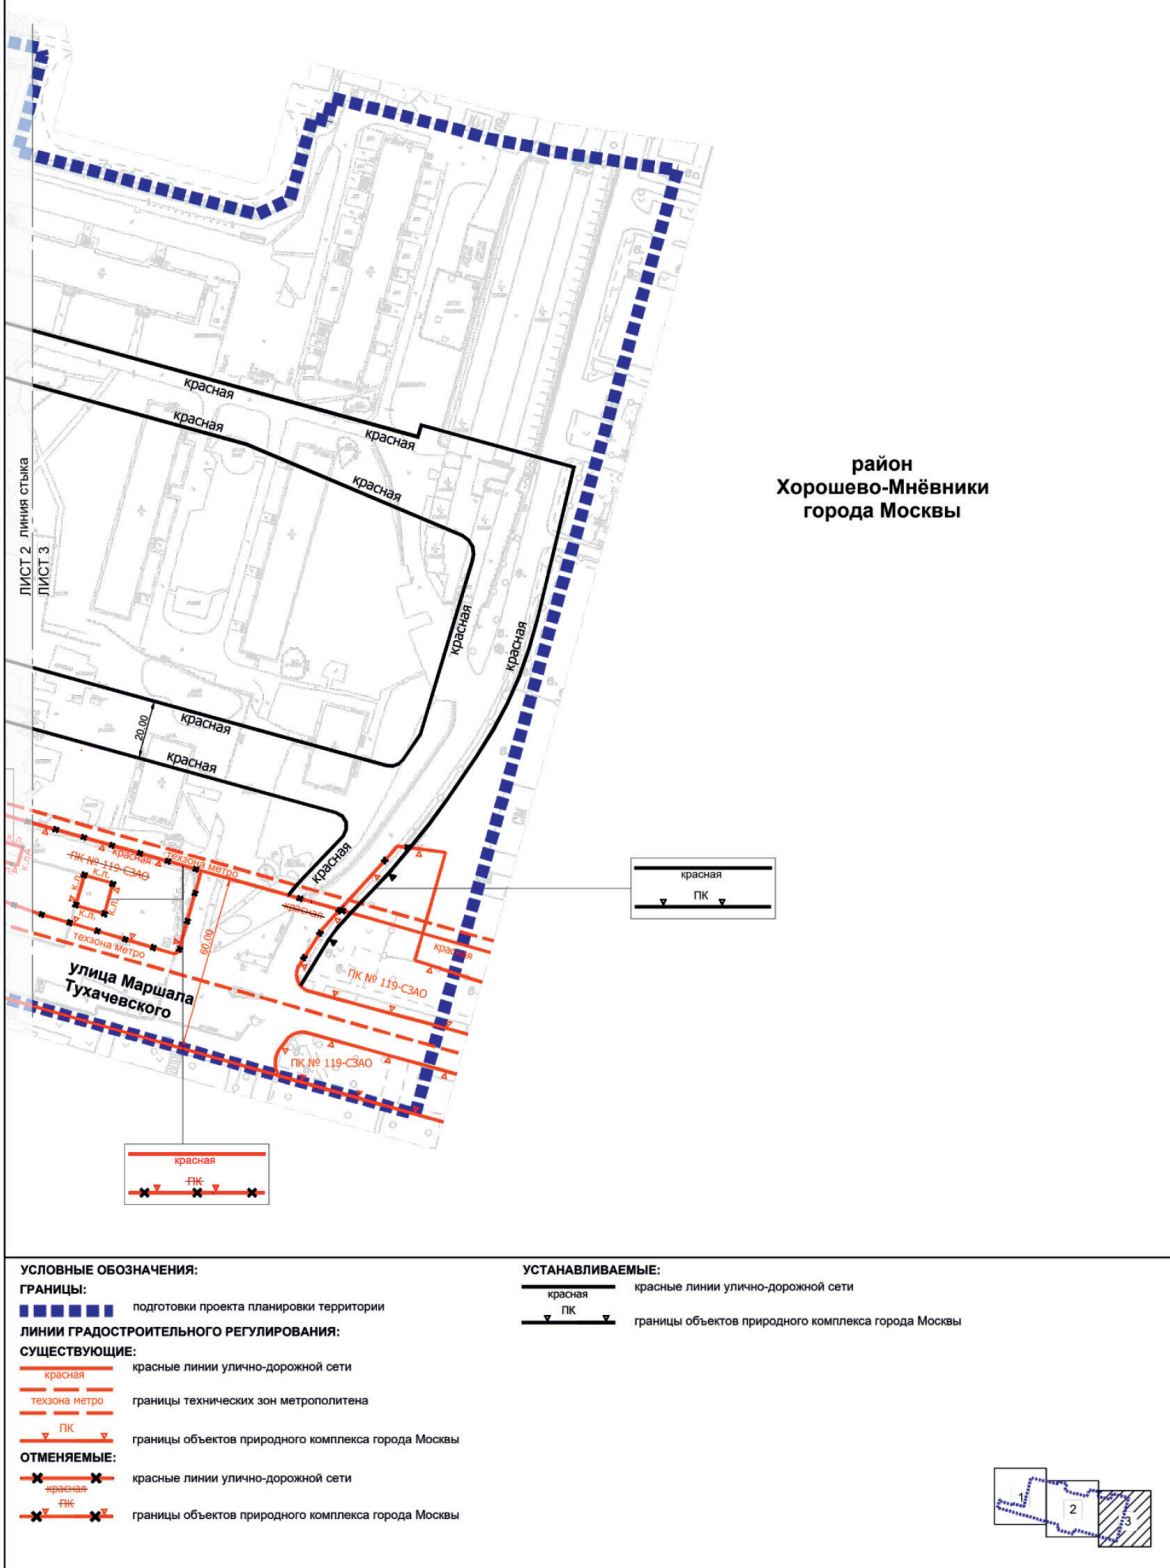 красная
красная
красная
красная
район
Хорошево-Мнёвники
города Москвы
ЛИСТ 2 линия стыка
ЛИСТ 3
красная
красная
20.00
красная
красная
красная
к.л.
к.л.
красная
техзона метро
ПК № 119-СЗАО
к.л.
к.л.
к.л.
к.л.
красная
60.00
техзона метро
красная
ПК № 119-СЗАО
улица Маршала
Тухачевского
ПК № 119-СЗАО
красная
ПК
красная
ПК
УСЛОВНЫЕ ОБОЗНАЧЕНИЯ:
ГРАНИЦЫ:
подготовки проекта планировки территории
ЛИНИИ ГРАДОСТРОИТЕЛЬНОГО РЕГУЛИРОВАНИЯ:
СУЩЕСТВУЮЩИЕ:
красная
красные линии улично-дорожной сети
техзона метро
границы технических зон метрополитена
ПК
границы объектов природного комплекса города Москвы
ОТМЕНЯЕМЫЕ:
красная
красные линии улично-дорожной сети
ПК
границы объектов природного комплекса города Москвы
УСТАНАВЛИВАЕМЫЕ:
красная
красные линии улично-дорожной сети
ПК
границы объектов природного комплекса города Москвы
1
2
3